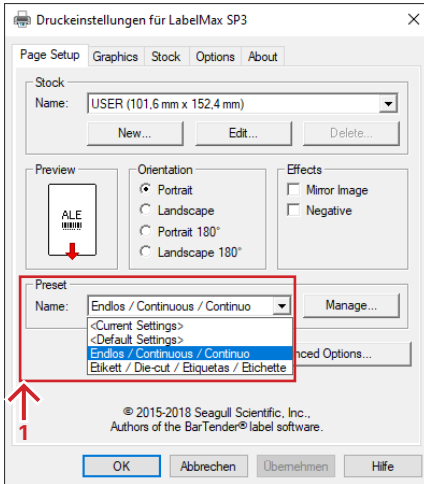 Druckeinstellungen für LabelMax SP3
Page Setup Graphics Stock Options About
Stock
Name: USER (101,6 mm x 152,4 mm)
New... Edit... Delete...
Preview
ALE
Orientation
Portrait
Landscape
Portrait 180°
Landscape 180°
Effects
Mirror Image
Negative
Preset
Name: Endlos / Continuous / Continuo Manage...
<Current Settings>
<Default Settings>
Endlos / Continuous / Continuo
Etikett / Die-cut / Etiquetas / Etichette
Options...
1
© 2015-2018 Seagull Scientific, Inc.,
Authors of the BarTender® label software.
OK Abbrechen Übernehmen Hilfe